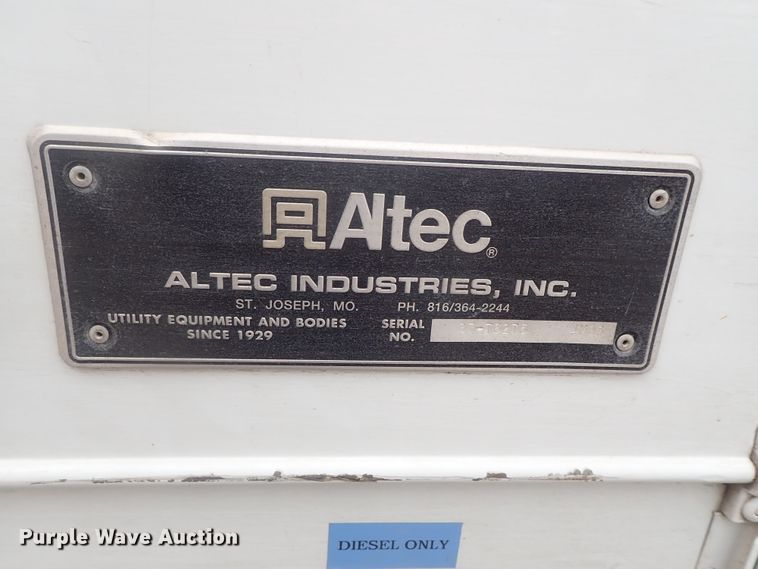 Altec®
ALTEC INDUSTRIES, INC.
ST. JOSEPH, MO. PH. 816/364-2244
UTILITY EQUIPMENT AND BODIES
SINCE 1929
SERIAL
NO.
Purple Wave Auction
DIESEL ONLY